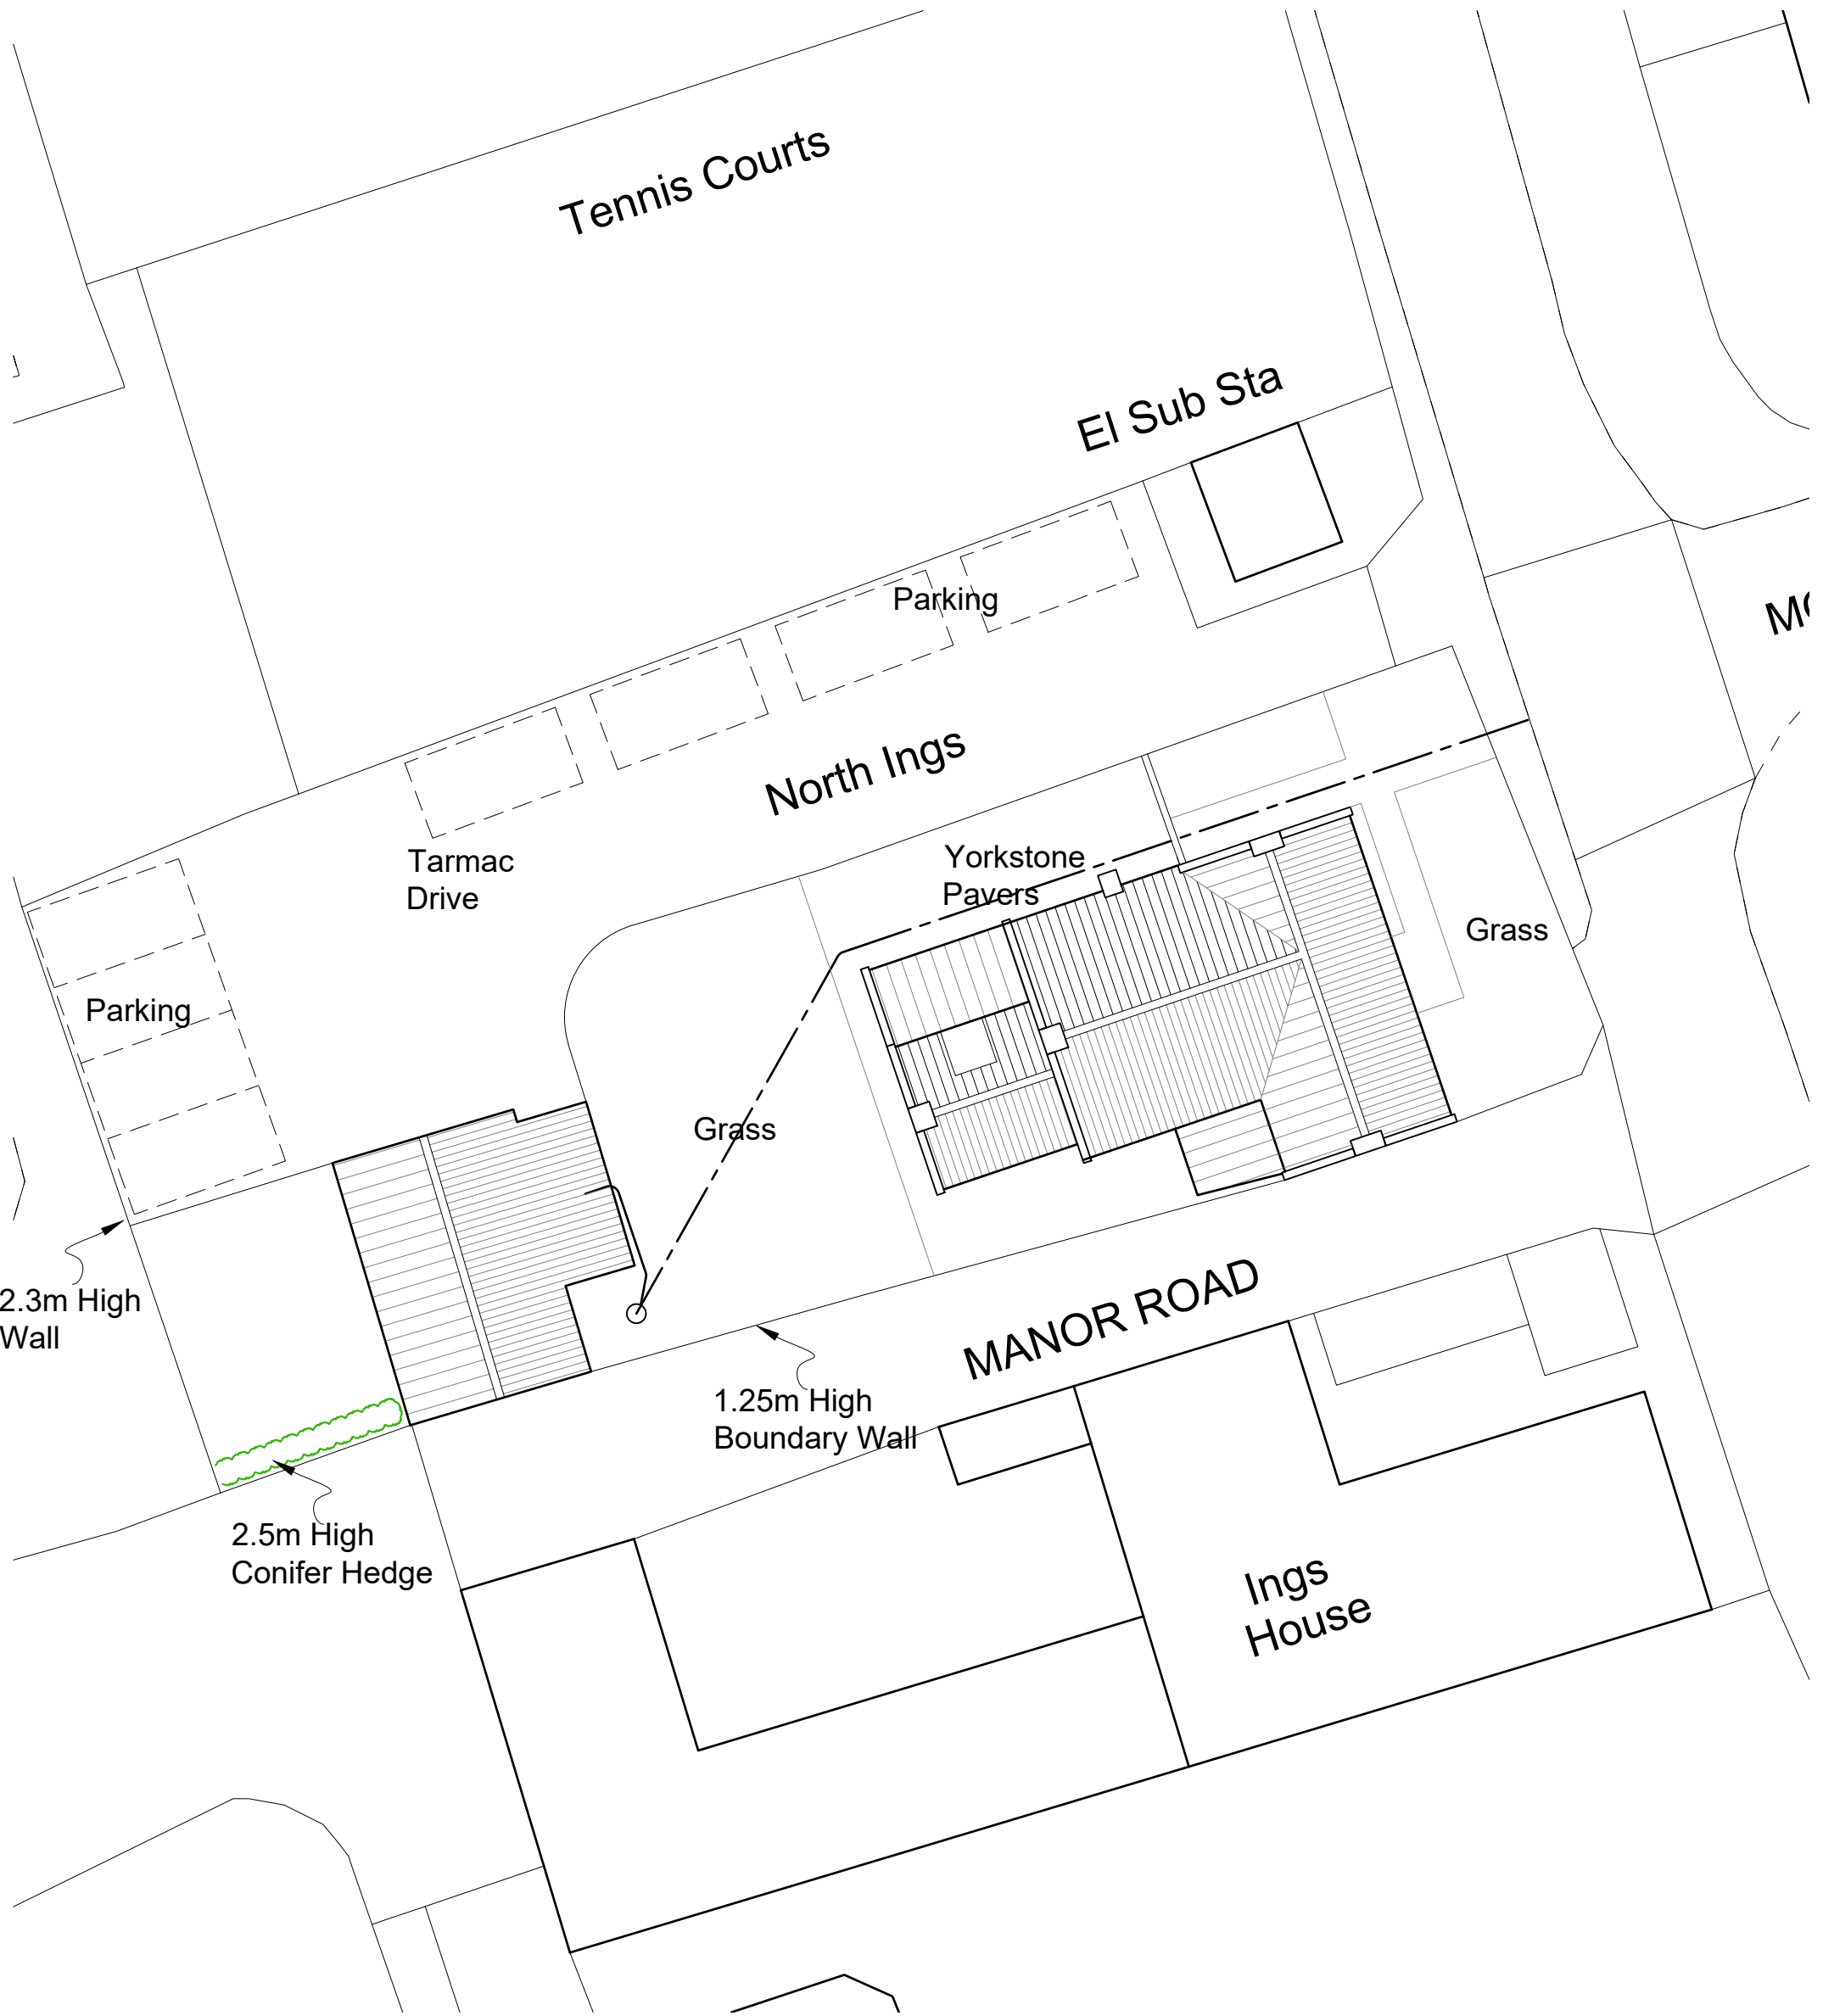 Tennis Courts
El Sub Sta
Parking
North Ings
Tarmac
Drive
Yorkstone
Pavers
Grass
Parking
Grass
2.3m High
Wall
MANOR ROAD
1.25m High
Boundary Wall
2.5m High
Conifer Hedge
Ings
House